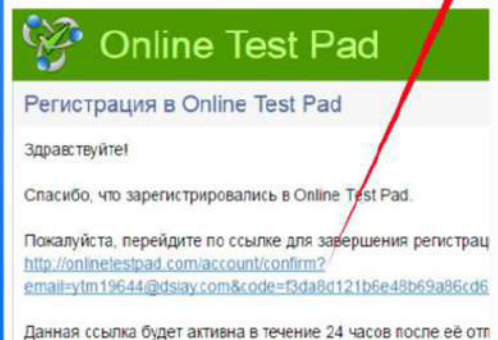 Online Test Pad
Регистрация в Online Test Pad
Здравствуйте!
Спасибо, что зарегистрировались в Online Test Pad.
Пожалуйста, перейдите по ссылке для завершения регистрац
http://onlinetestpad.com/account/confirm?
email=ytm19644@dsiay.com&code=f3da8d121b6e48b69a86cd6
Данная ссылка будет активна в течение 24 часов после её отп